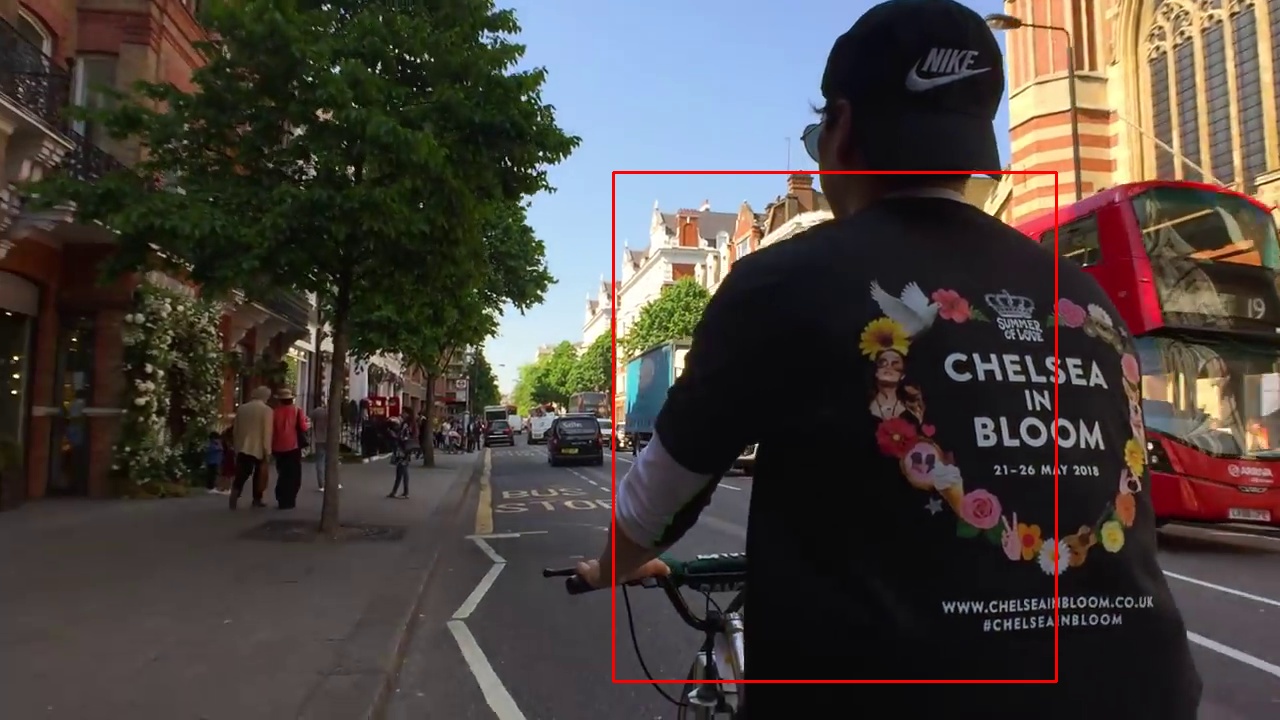 NIKE
SUMMER
OF LOVE
CHELSEA
IN
BLOOM
21-26 MAY 2018
WWW.CHELSEAINBLOOM.CO.UK
#CHELSEAINBLOOM
19
ARRIVA
BUS
STOP